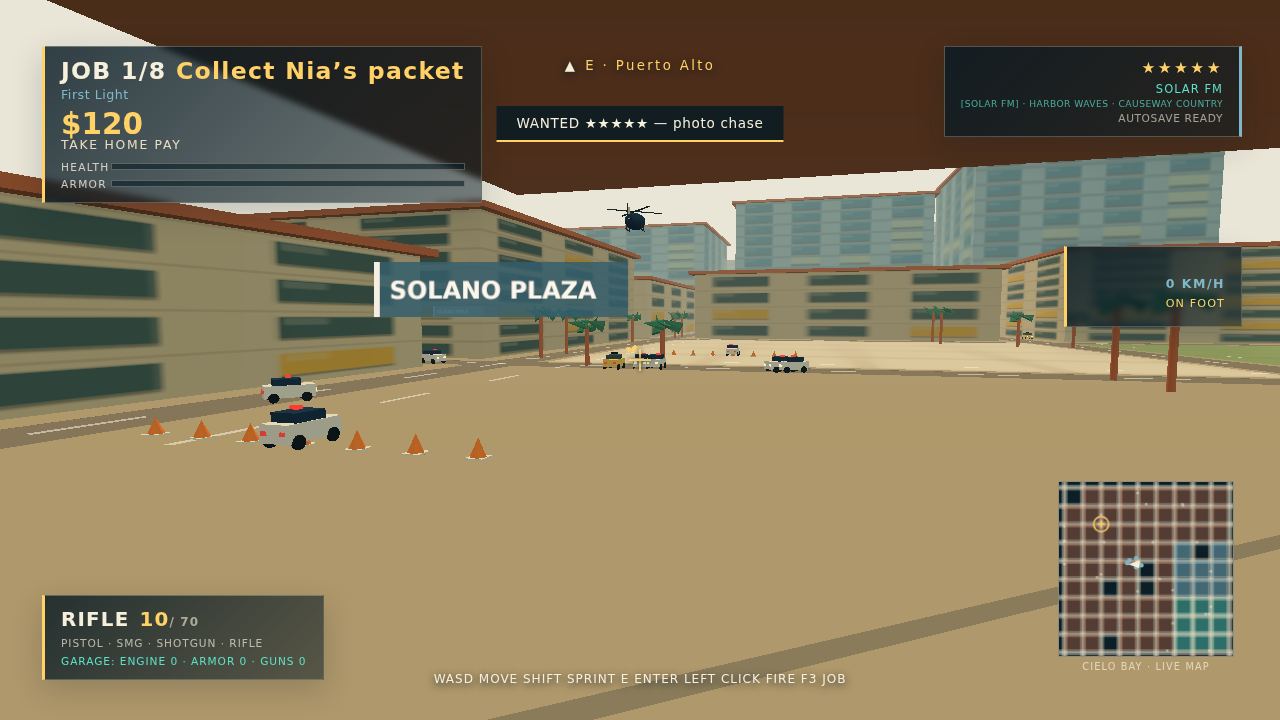 JOB 1/8 Collect Nia’s packet
First Light
$120
TAKE HOME PAY
HEALTH
ARMOR
▲ E · Puerto Alto
WANTED ★★★★★ — photo chase
★★★★★
SOLAR FM
[SOLAR FM] · HARBOR WAVES · CAUSEWAY COUNTRY
AUTOSAVE READY
SOLANO PLAZA
0 KM/H
ON FOOT
RIFLE 10/ 70
PISTOL · SMG · SHOTGUN · RIFLE
GARAGE: ENGINE 0 · ARMOR 0 · GUNS 0
WASD MOVE SHIFT SPRINT E ENTER LEFT CLICK FIRE F3 JOB
CIELO BAY · LIVE MAP